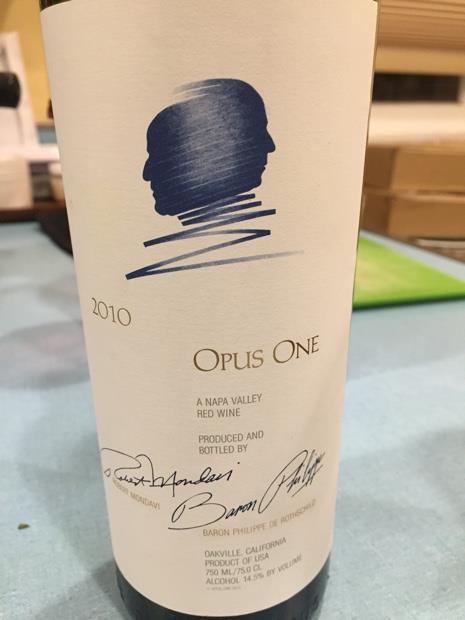 2010
OPUS ONE
A NAPA VALLEY
RED WINE
PRODUCED AND
BOTTLED BY
Robert Mondavi
ROBERT MONDAVI
Baron Philippe
BARON PHILIPPE DE ROTHSCHILD
OAKVILLE, CALIFORNIA
PRODUCT OF USA
750 ML/75.0 CL
ALCOHOL 14.5% BY VOLUME